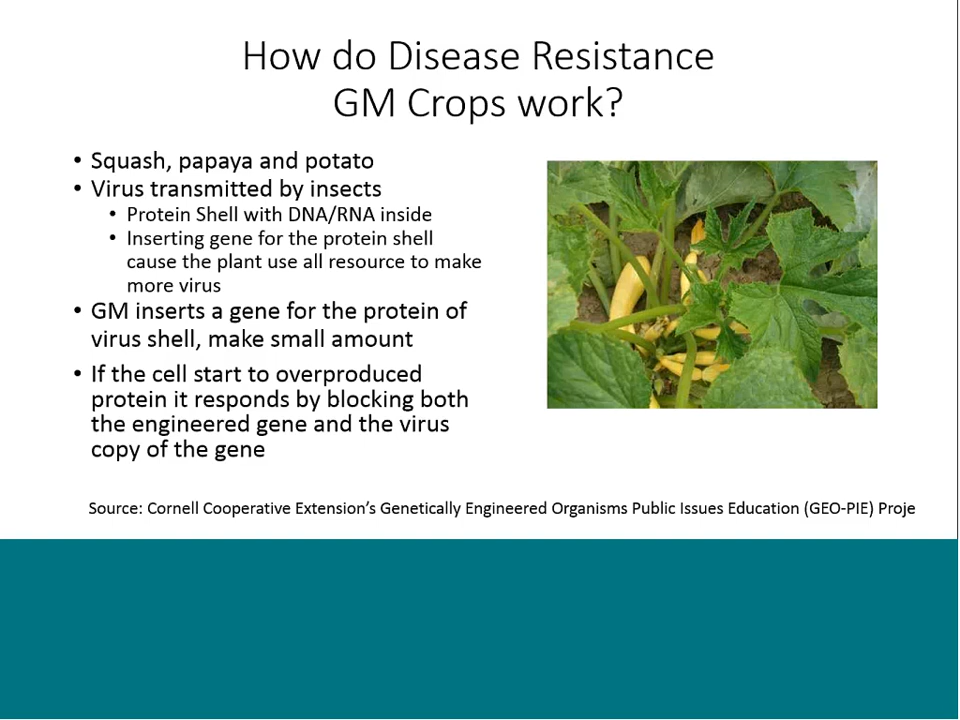 How do Disease Resistance
GM Crops work?
• Squash, papaya and potato
• Virus transmitted by insects
• Protein Shell with DNA/RNA inside
• Inserting gene for the protein shell
cause the plant use all resource to make
more virus
• GM inserts a gene for the protein of
virus shell, make small amount
• If the cell start to overproduced
protein it responds by blocking both
the engineered gene and the virus
copy of the gene
Source: Cornell Cooperative Extension’s Genetically Engineered Organisms Public Issues Education (GEO-PIE) Proje